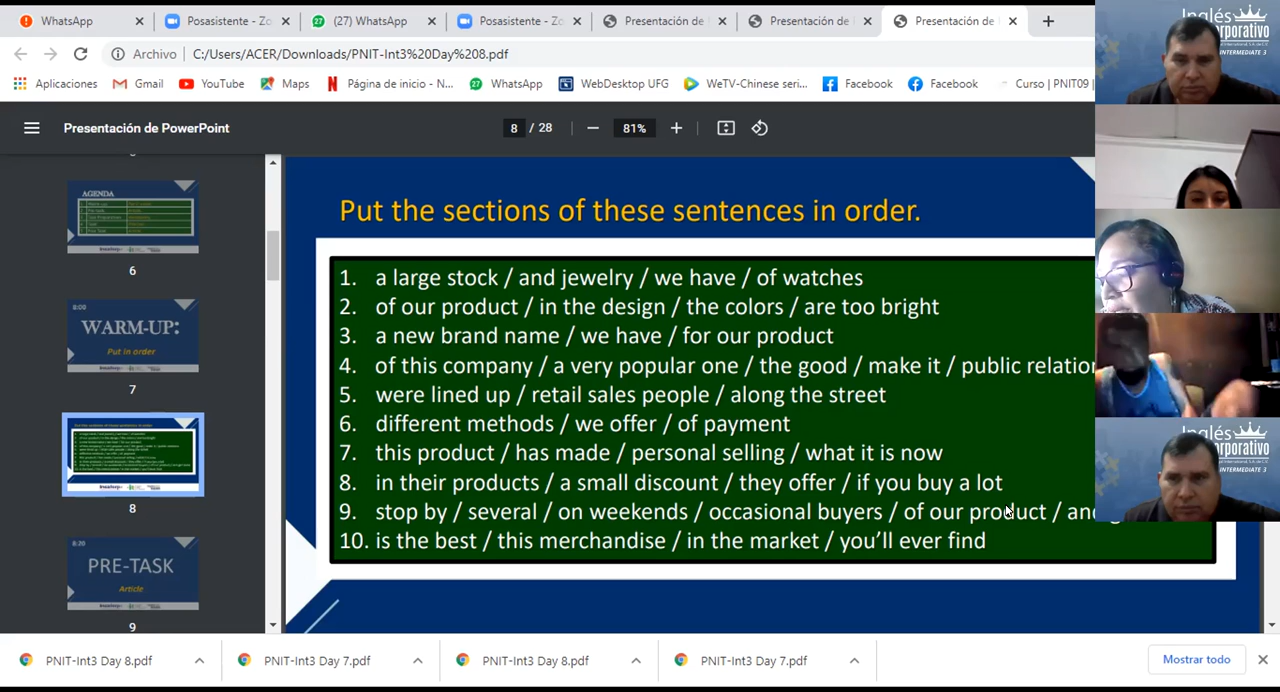 WhatsApp
Posasistente - Zo
(27) WhatsApp
Posasistente - Zo
Presentación de
Presentación de
Presentación de
Archivo C:/Users/ACER/Downloads/PNIT-Int3%20Day%208.pdf
Aplicaciones
Gmail
YouTube
Maps
Página de inicio - N...
WhatsApp
WebDesktop UFG
WeTV-Chinese seri...
Facebook
Facebook
Curso | PNIT09 |
Presentación de PowerPoint
8 / 28
81%
AGENDA
6
8:00
WARM-UP:
Put In order
7
8
8:20
PRE-TASK
Article
9
Put the sections of these sentences in order.
1. a large stock / and jewelry / we have / of watches
2. of our product / in the design / the colors / are too bright
3. a new brand name / we have / for our product
4. of this company / a very popular one / the good / make it / public relation
5. were lined up / retail sales people / along the street
6. different methods / we offer / of payment
7. this product / has made / personal selling / what it is now
8. in their products / a small discount / they offer / if you buy a lot
9. stop by / several / on weekends / occasional buyers / of our product / and
10. is the best / this merchandise / in the market / you'll ever find
Inglés
rporativo
INTERMEDIATE 3
Inglés
orporativo
INTERMEDIATE 3
PNIT-Int3 Day 8.pdf
PNIT-Int3 Day 7.pdf
PNIT-Int3 Day 8.pdf
PNIT-Int3 Day 7.pdf
Mostrar todo